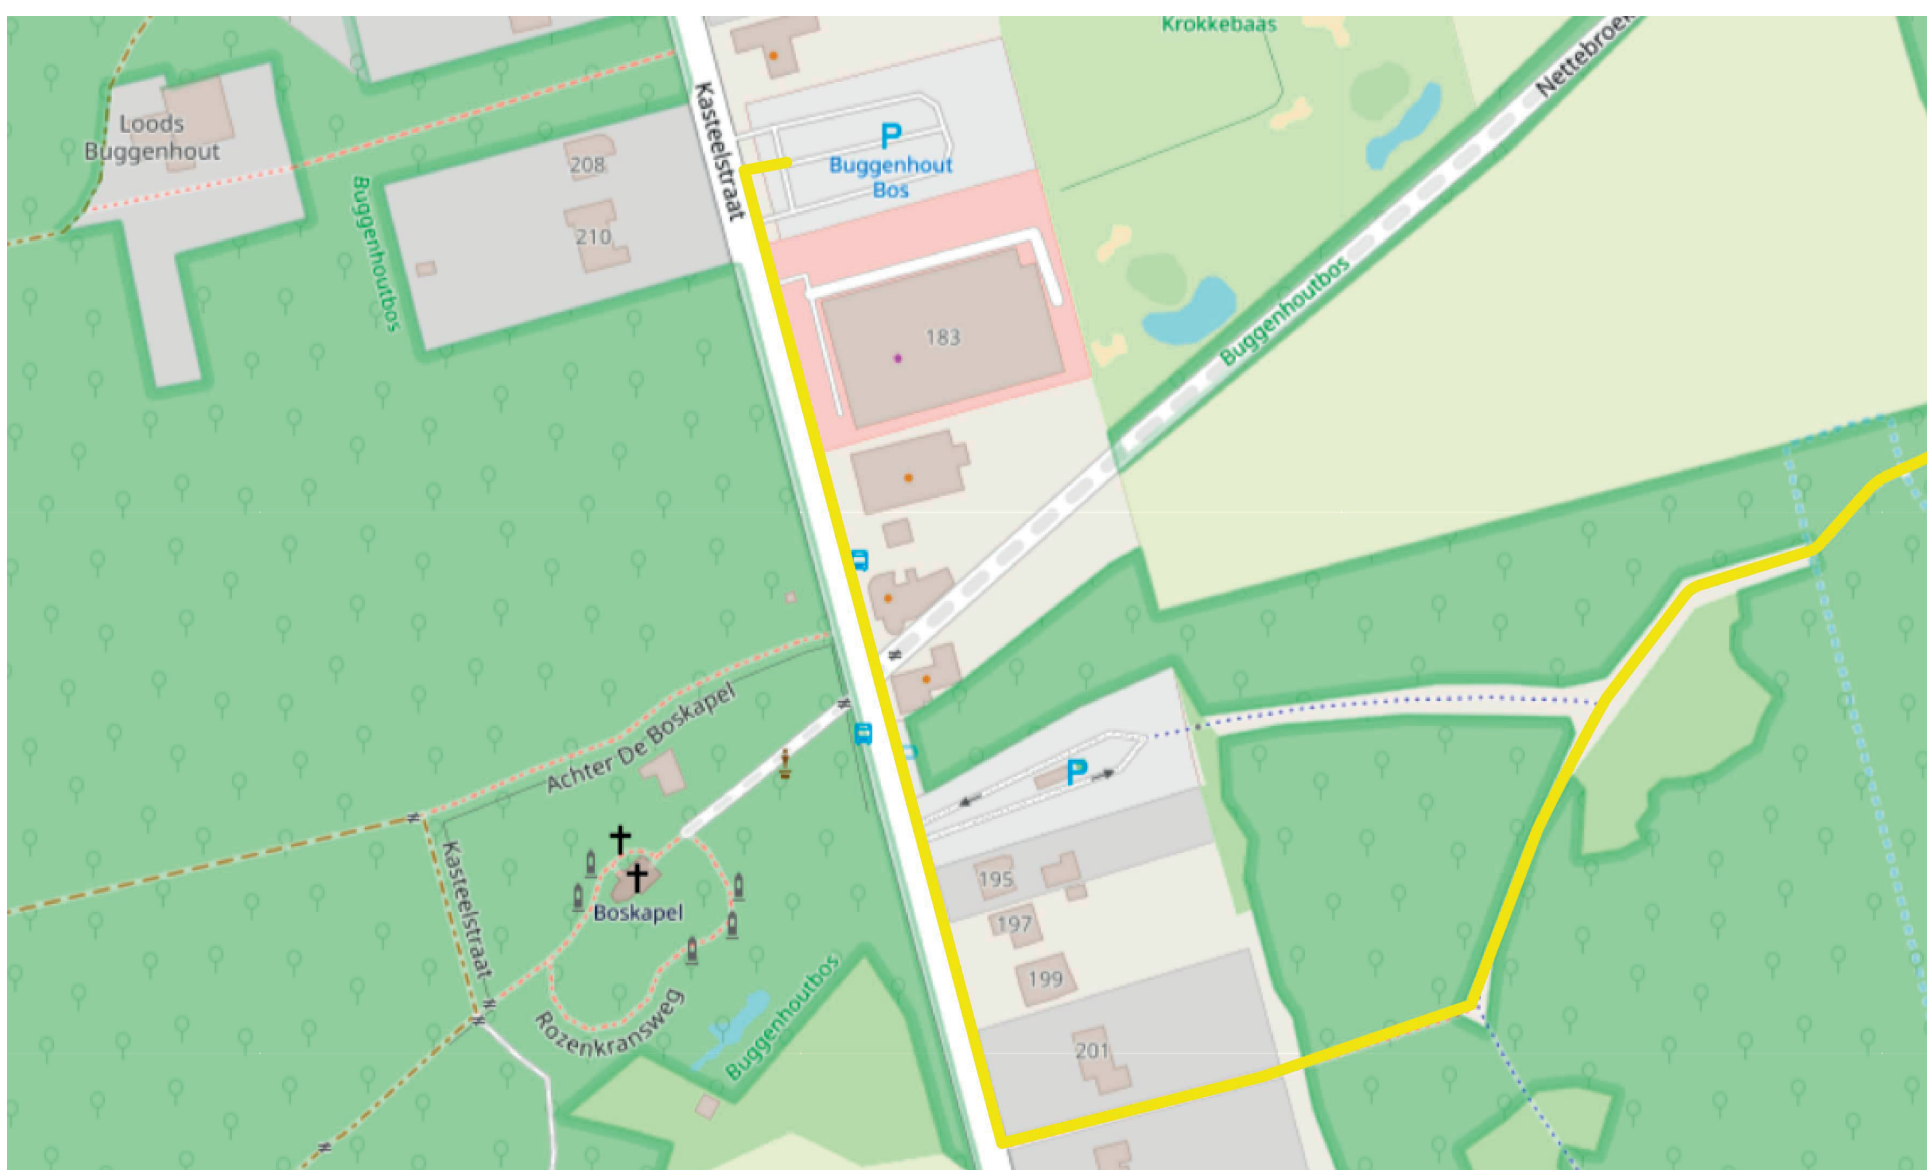 Krokkebaas
Kasteelstraat
Loods
Buggenhout
P
Buggenhout
Bos
208
210
Buggenhoutbos
183
Buggenhoutbos
Achter De Boskapel
P
Kasteelstraat
Boskapel
195
197
199
Rozenkransweg
Buggenhoutbos
201